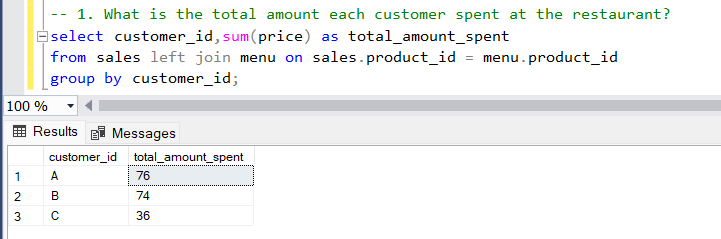 -- 1. What is the total amount each customer spent at the restaurant?
select customer_id,sum(price) as total_amount_spent
from sales left join menu on sales.product_id = menu.product_id
group by customer_id;
100 %
Results Messages
customer_id total_amount_spent
1 A 76
2 B 74
3 C 36